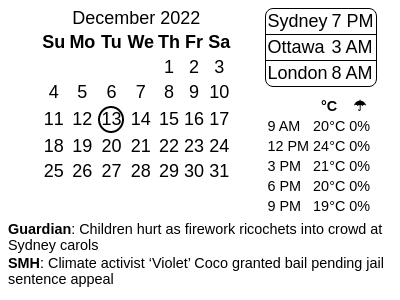 December 2022
Su Mo Tu We Th Fr Sa
1 2 3
4 5 6 7 8 9 10
11 12 13 14 15 16 17
18 19 20 21 22 23 24
25 26 27 28 29 30 31
Sydney 7 PM
Ottawa 3 AM
London 8 AM
°C ☂
9 AM 20°C 0%
12 PM 24°C 0%
3 PM 21°C 0%
6 PM 20°C 0%
9 PM 19°C 0%
Guardian: Children hurt as firework ricochets into crowd at
Sydney carols
SMH: Climate activist ‘Violet’ Coco granted bail pending jail
sentence appeal